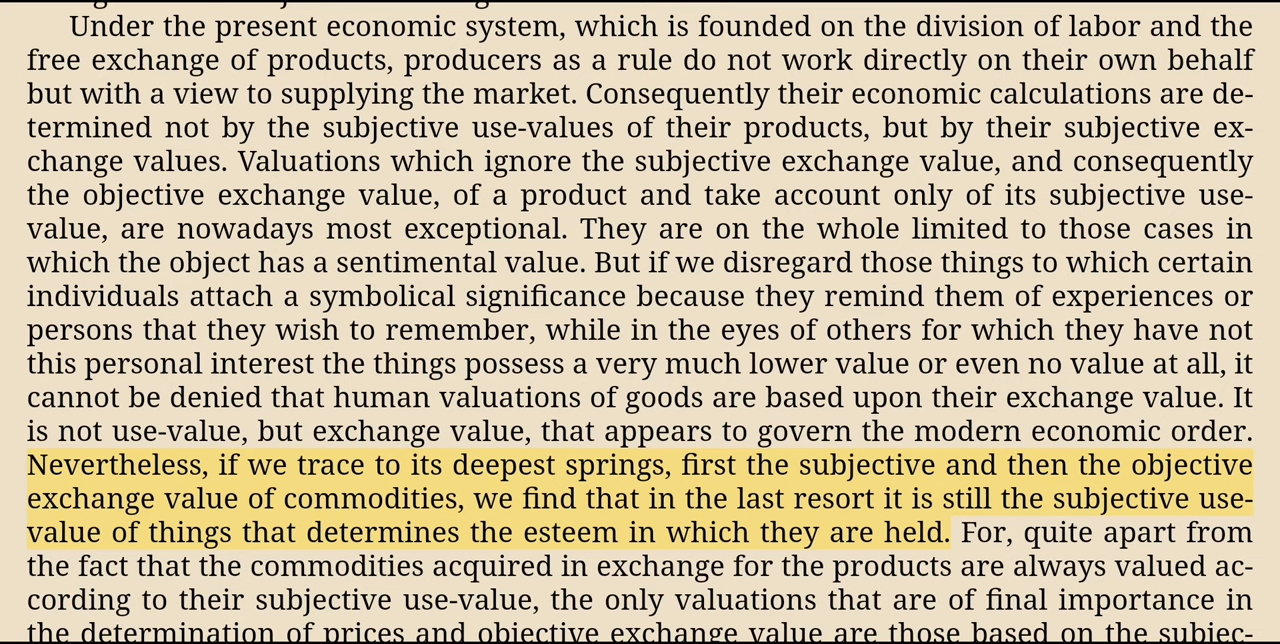 Under the present economic system, which is founded on the division of labor and the
free exchange of products, producers as a rule do not work directly on their own behalf
but with a view to supplying the market. Consequently their economic calculations are de-
termined not by the subjective use-values of their products, but by their subjective ex-
change values. Valuations which ignore the subjective exchange value, and consequently
the objective exchange value, of a product and take account only of its subjective use-
value, are nowadays most exceptional. They are on the whole limited to those cases in
which the object has a sentimental value. But if we disregard those things to which certain
individuals attach a symbolical significance because they remind them of experiences or
persons that they wish to remember, while in the eyes of others for which they have not
this personal interest the things possess a very much lower value or even no value at all, it
cannot be denied that human valuations of goods are based upon their exchange value. It
is not use-value, but exchange value, that appears to govern the modern economic order.
Nevertheless, if we trace to its deepest springs, first the subjective and then the objective
exchange value of commodities, we find that in the last resort it is still the subjective use-
value of things that determines the esteem in which they are held. For, quite apart from
the fact that the commodities acquired in exchange for the products are always valued ac-
cording to their subjective use-value, the only valuations that are of final importance in
the determination of prices and objective exchange value are those based on the subjec-